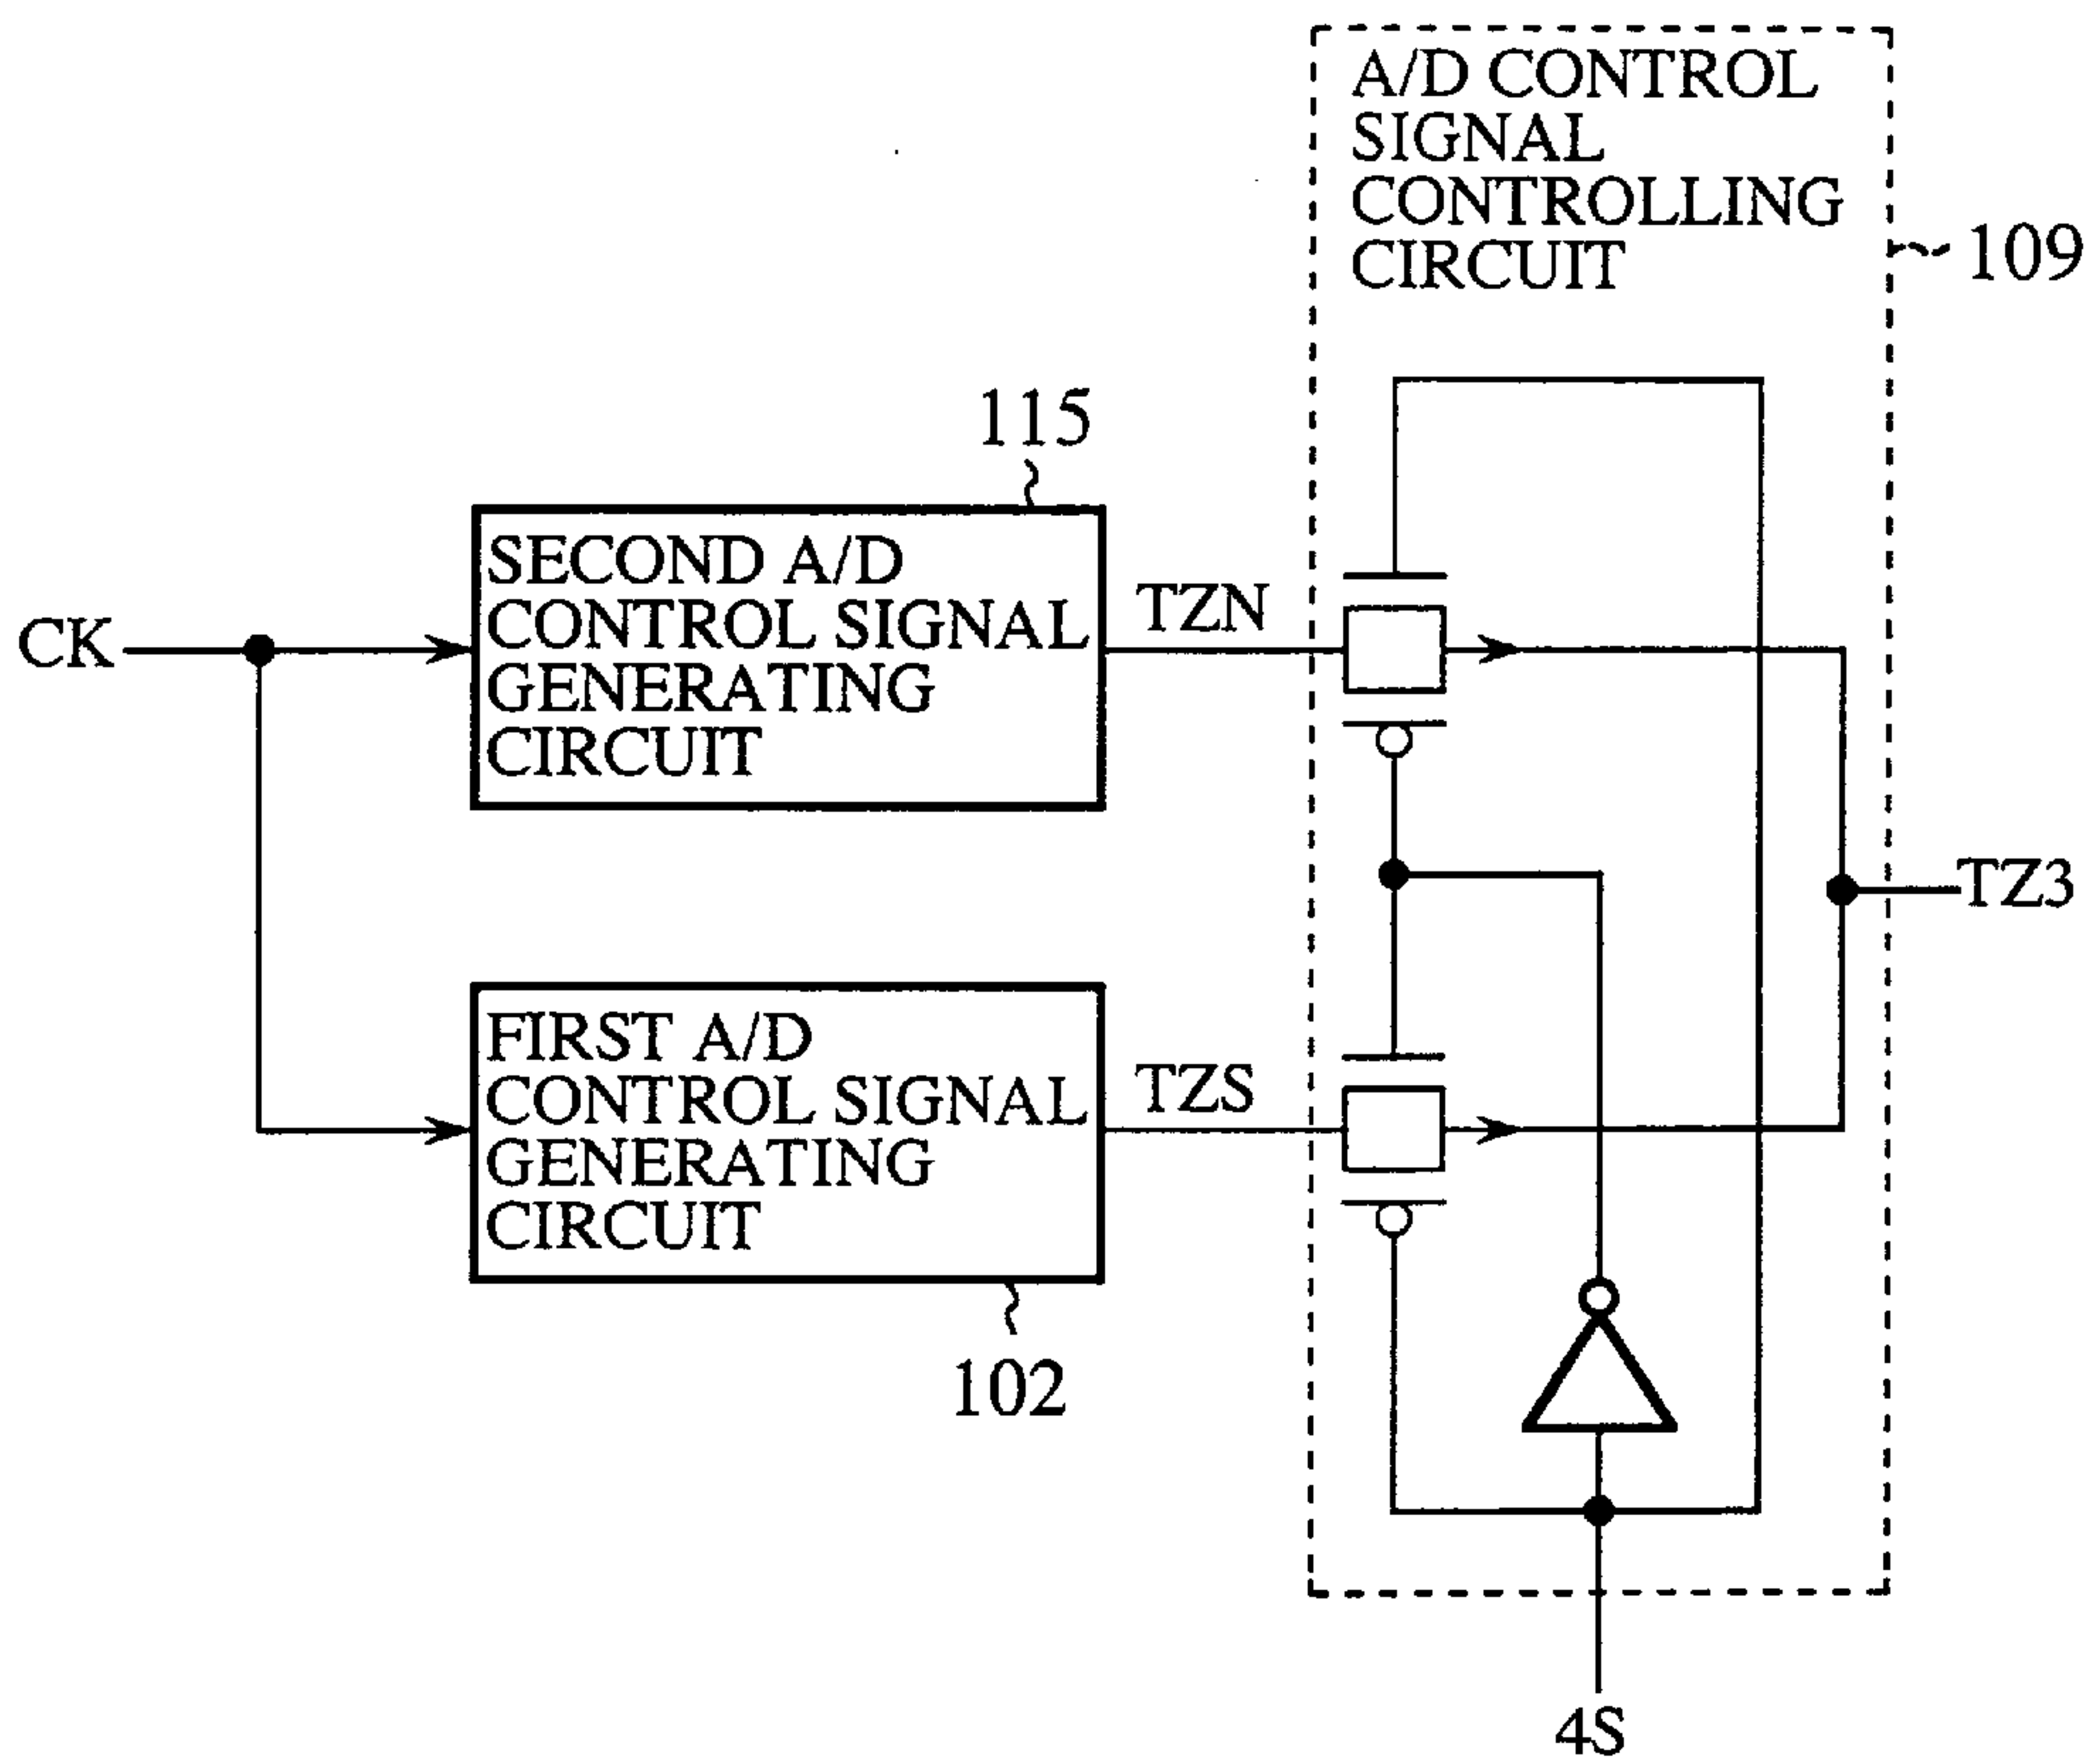 A/D CONTROL
SIGNAL
CONTROLLING
CIRCUIT
109
115
SECOND A/D
CONTROL SIGNAL
GENERATING
CIRCUIT
TZN
CK
TZ3
FIRST A/D
CONTROL SIGNAL
GENERATING
CIRCUIT
TZS
102
4S